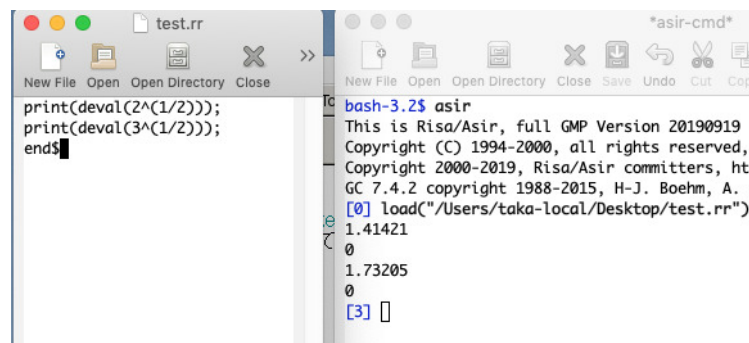 test.rr
New File Open Open Directory Close
print(deval(2^(1/2)));
print(deval(3^(1/2)));
end$
*asir-cmd*
New File Open Open Directory Close Save Undo Cut Cop
bash-3.2$ asir
This is Risa/Asir, full GMP Version 20190919
Copyright (C) 1994-2000, all rights reserved,
Copyright 2000-2019, Risa/Asir committers, ht
GC 7.4.2 copyright 1988-2015, H-J. Boehm, A.
[0] load("/Users/taka-local/Desktop/test.rr")
1.41421
0
1.73205
0
[3]